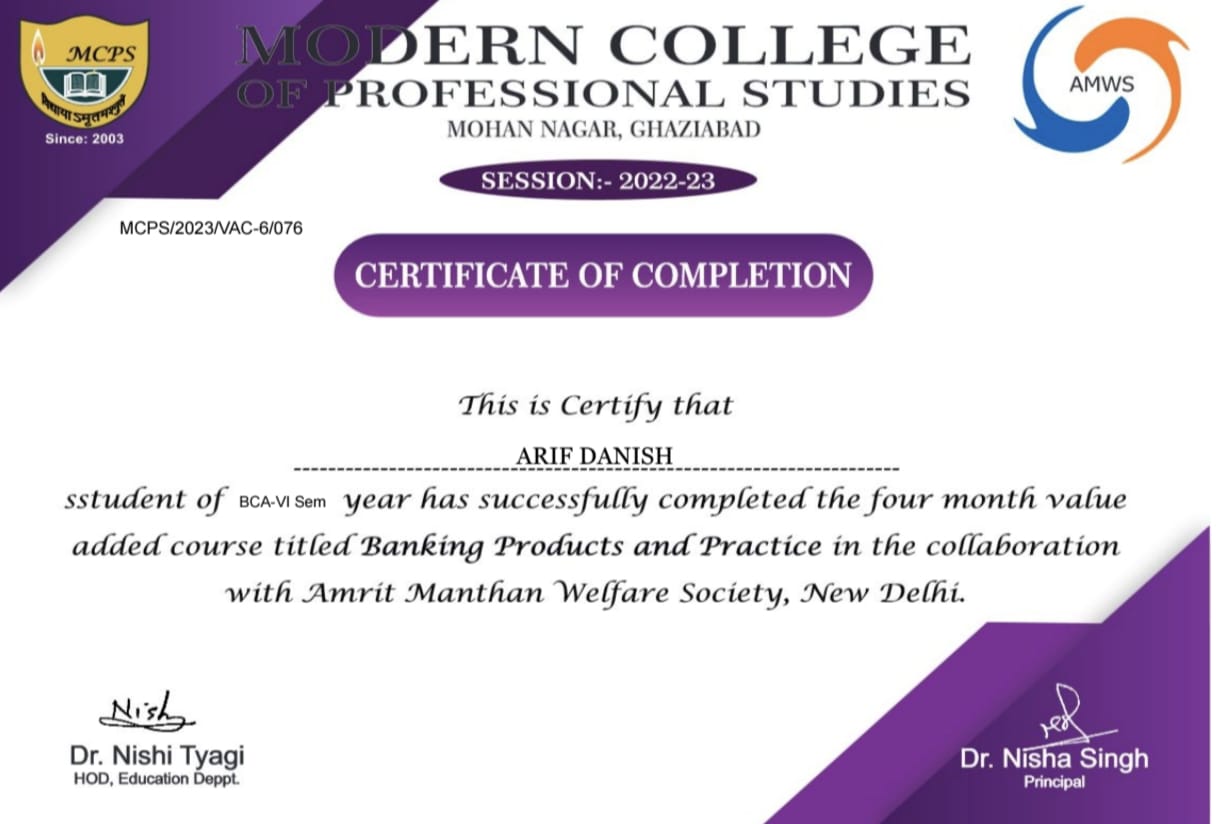 MCPS
विद्ययाऽमृतमश्नुते
Since: 2003
MODERN COLLEGE
OF PROFESSIONAL STUDIES
MOHAN NAGAR, GHAZIABAD
AMWS
SESSION:- 2022-23
MCPS/2023/VAC-6/076
CERTIFICATE OF COMPLETION
This is Certify that
ARIF DANISH
sstudent of BCA-VI Sem year has successfully completed the four month value
added course titled Banking Products and Practice in the collaboration
with Amrit Manthan Welfare Society, New Delhi.
Nishi
Dr. Nishi Tyagi
HOD, Education Deppt.
Dr. Nisha Singh
Principal